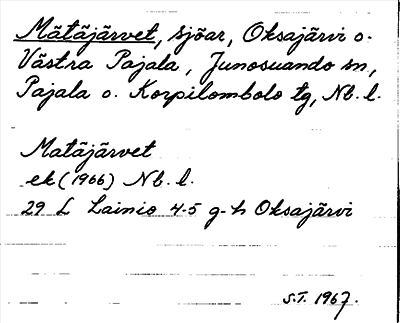 Mätäjärvet, sjöar, Oksajärvi o.
Västra Pajala, Junosuando sn,
Pajala o. Korpilombolo tg, Nb. l.
Matäjärvet
ek (1966) Nb. l.
29 L Lainio 4-5 g-h Oksajärvi
S.T. 1967.